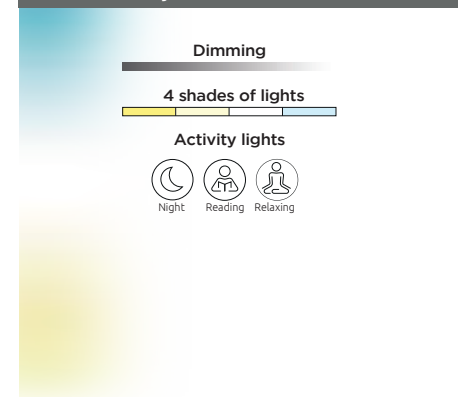 Dimming
4 shades of lights
Activity lights
Night Reading Relaxing